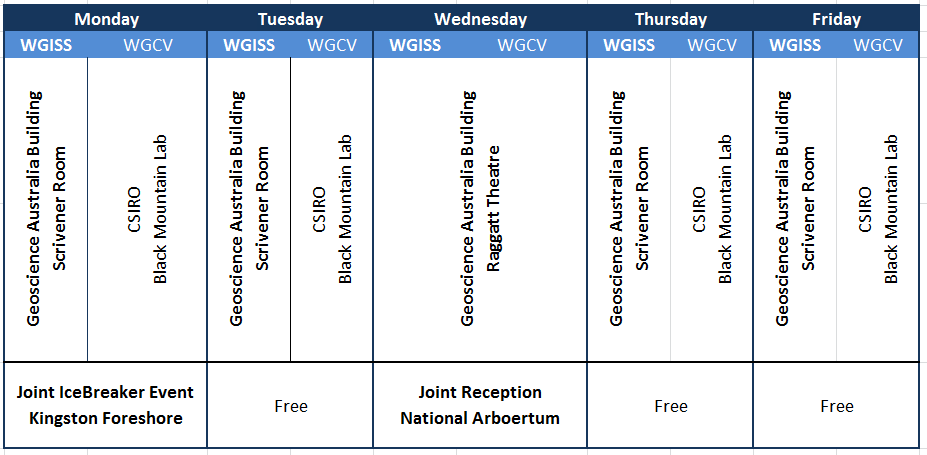 Monday
Tuesday
Wednesday
Thursday
Friday
WGISS
WGCV
WGISS
WGCV
WGISS
WGCV
WGISS
WGCV
WGISS
WGCV
Geoscience Australia Building
Scrivener Room
CSIRO
Black Mountain Lab
Geoscience Australia Building
Scrivener Room
CSIRO
Black Mountain Lab
Geoscience Australia Building
Raggatt Theatre
Geoscience Australia Building
Scrivener Room
CSIRO
Black Mountain Lab
Geoscience Australia Building
Scrivener Room
CSIRO
Black Mountain Lab
Joint IceBreaker Event
Kingston Foreshore
Free
Joint Reception
National Arboertum
Free
Free